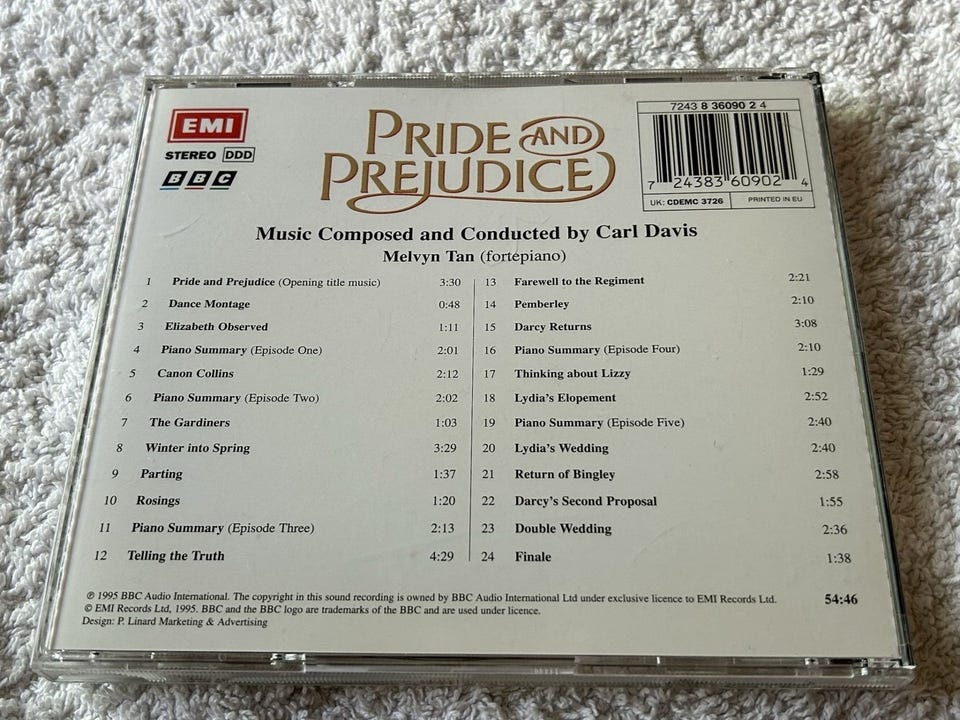 EMI
STEREO DDD
BBC
PRIDE AND
PREJUDICE
7243 8 36090 2 4
7 24383 60902 4
UK: CDEMC 3726 PRINTED IN EU
Music Composed and Conducted by Carl Davis
Melvyn Tan (fortepiano)
1 Pride and Prejudice (Opening title music) 3:30
2 Dance Montage 0:48
3 Elizabeth Observed 1:11
4 Piano Summary (Episode One) 2:01
5 Canon Collins 2:12
6 Piano Summary (Episode Two) 2:02
7 The Gardiners 1:03
8 Winter into Spring 3:29
9 Parting 1:37
10 Rosings 1:20
11 Piano Summary (Episode Three) 2:13
12 Telling the Truth 4:29
13 Farewell to the Regiment 2:21
14 Pemberley 2:10
15 Darcy Returns 3:08
16 Piano Summary (Episode Four) 2:10
17 Thinking about Lizzy 1:29
18 Lydia's Elopement 2:52
19 Piano Summary (Episode Five) 2:40
20 Lydia's Wedding 2:40
21 Return of Bingley 2:58
22 Darcy's Second Proposal 1:55
23 Double Wedding 2:36
24 Finale 1:38
℗ 1995 BBC Audio International. The copyright in this sound recording is owned by BBC Audio International Ltd under exclusive licence to EMI Records Ltd. 54:46
© EMI Records Ltd, 1995. BBC and the BBC logo are trademarks of the BBC and are used under licence.
Design: P. Linard Marketing & Advertising